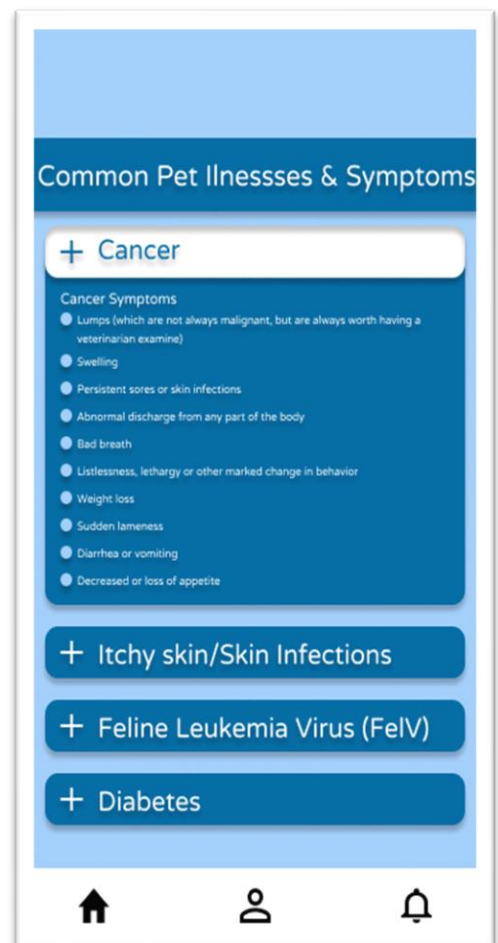 Common Pet Ilnessses & Symptoms
+ Cancer
Cancer Symptoms
Lumps (which are not always malignant, but are always worth having a
veterinarian examine)
Swelling
Persistent sores or skin infections
Abnormal discharge from any part of the body
Bad breath
Listlessness, lethargy or other marked change in behavior
Weight loss
Sudden lameness
Diarrhea or vomiting
Decreased or loss of appetite
+ Itchy skin/Skin Infections
+ Feline Leukemia Virus (FelV)
+ Diabetes